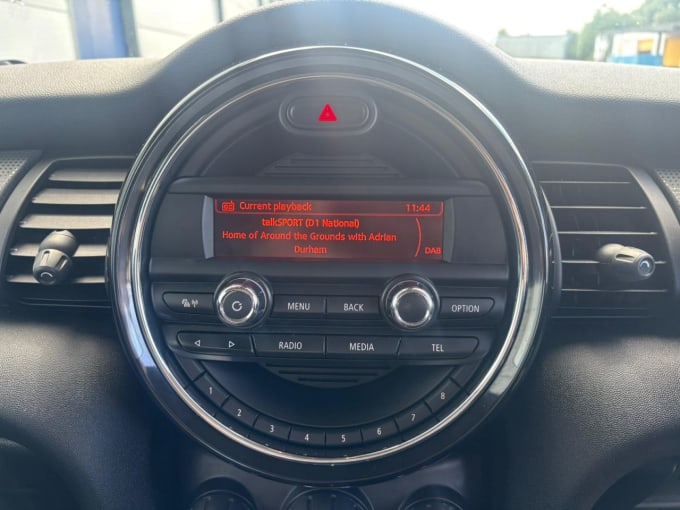 Current playback 11:44
talkSPORT (D1 National)
Home of Around the Grounds with Adrian
Durham
DAB
MENU BACK OPTION
RADIO MEDIA TEL
1 2 3 4 5 6 7 8